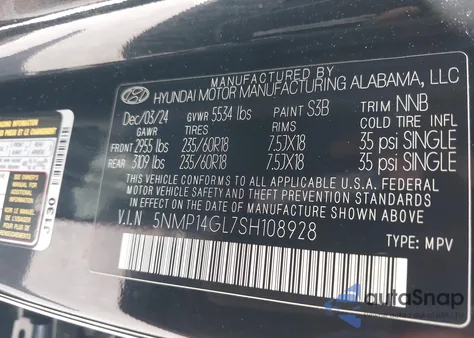 MANUFACTURED BY
HYUNDAI MOTOR MANUFACTURING ALABAMA, LLC
Dec/03/24 GVWR 5534 lbs PAINT S3B TRIM NNB
GAWR TIRES RIMS COLD TIRE INFL
FRONT 2955 lbs 235/60R18 7.5JX18 35 psi SINGLE
REAR 3109 lbs 235/60R18 7.5JX18 35 psi SINGLE
THIS VEHICLE CONFORMS TO ALL APPLICABLE U.S.A. FEDERAL
MOTOR VEHICLE SAFETY AND THEFT PREVENTION STANDARDS
IN EFFECT ON THE DATE OF MANUFACTURE SHOWN ABOVE.
V.I.N 5NMP14GL7SH108928
TYPE: MPV
JT30
autoSnap